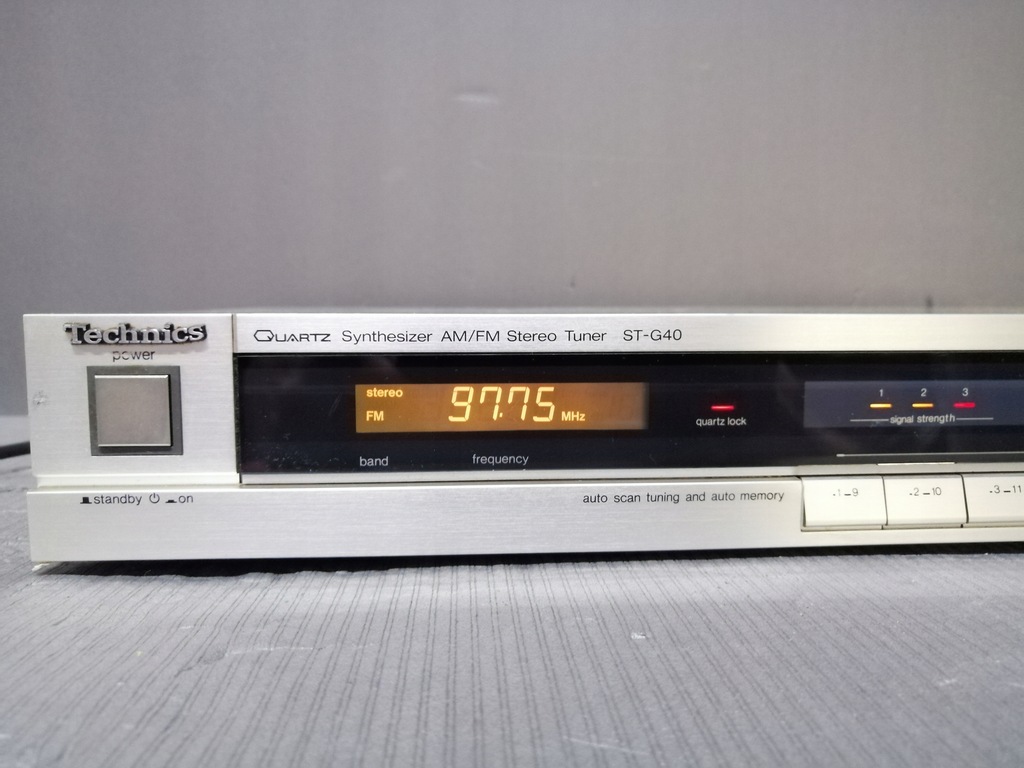 Technics
power
QUARTZ Synthesizer AM/FM Stereo Tuner ST-G40
stereo
FM 97.75 MHz
band frequency
quartz lock
1 2 3
signal strength
standby on
auto scan tuning and auto memory
1-9 2-10 3-11